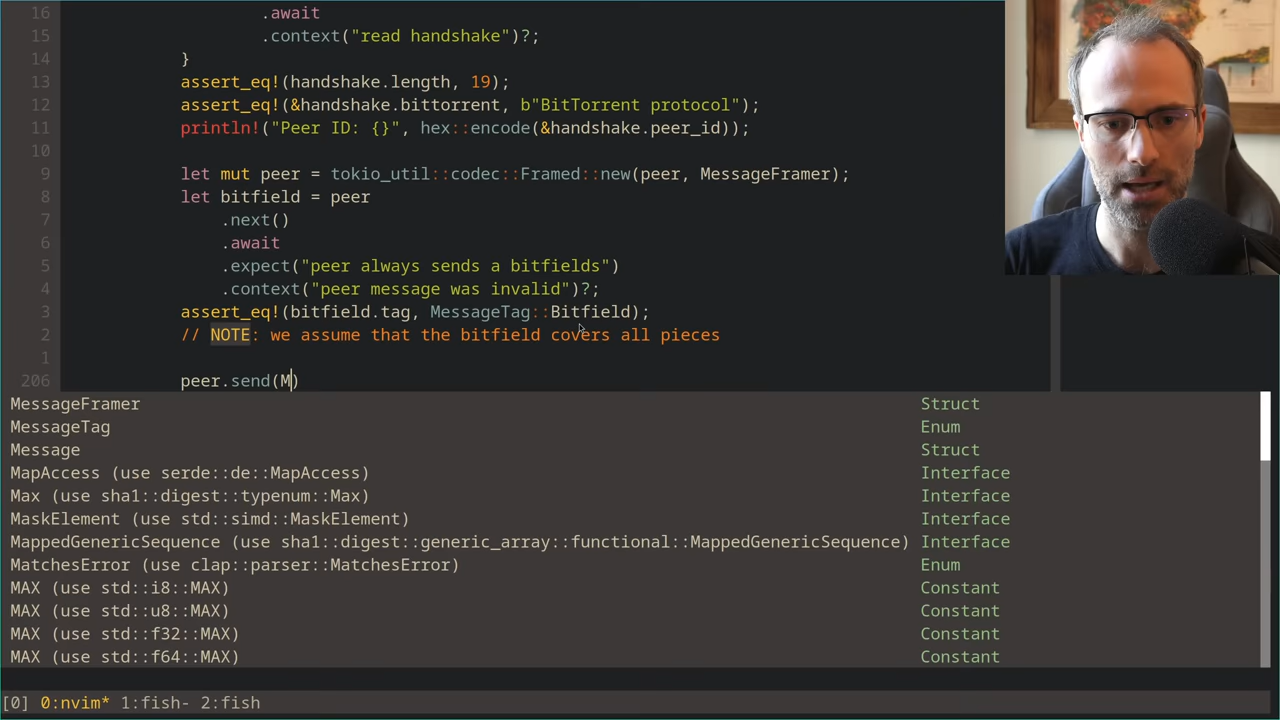 16 .await
15 .context("read handshake")?;
14 }
13 assert_eq!(handshake.length, 19);
12 assert_eq!(&handshake.bittorrent, b"BitTorrent protocol");
11 println!("Peer ID: {}", hex::encode(&handshake.peer_id));
10
9 let mut peer = tokio_util::codec::Framed::new(peer, MessageFramer);
8 let bitfield = peer
7 .next()
6 .await
5 .expect("peer always sends a bitfields")
4 .context("peer message was invalid")?;
3 assert_eq!(bitfield.tag, MessageTag::Bitfield);
2 // NOTE: we assume that the bitfield covers all pieces
1
206 peer.send(M)
MessageFramer Struct
MessageTag Enum
Message Struct
MapAccess (use serde::de::MapAccess) Interface
Max (use sha1::digest::typenum::Max) Interface
MaskElement (use std::simd::MaskElement) Interface
MappedGenericSequence (use sha1::digest::generic_array::functional::MappedGenericSequence) Interface
MatchesError (use clap::parser::MatchesError) Enum
MAX (use std::i8::MAX) Constant
MAX (use std::u8::MAX) Constant
MAX (use std::f32::MAX) Constant
MAX (use std::f64::MAX) Constant
[0] 0:nvim* 1:fish- 2:fish